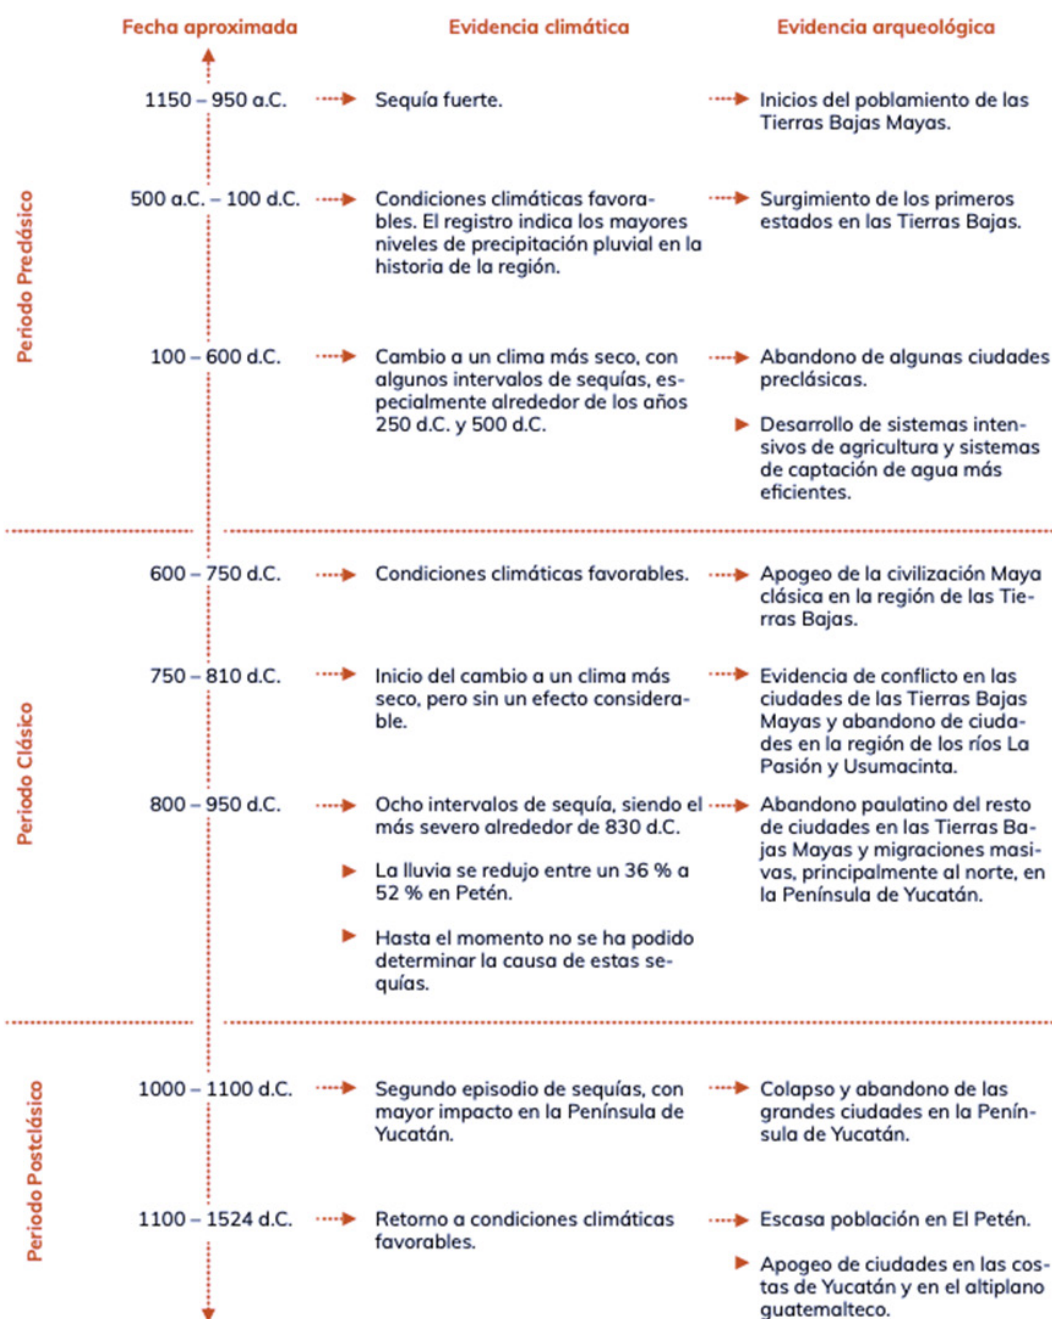 Fecha aproximada
Evidencia climática
Evidencia arqueológica
Periodo Preclásico
1150 – 950 a.C.
Sequía fuerte.
Inicios del poblamiento de las
Tierras Bajas Mayas.
500 a.C. – 100 d.C.
Condiciones climáticas favora-
bles. El registro indica los mayores
niveles de precipitación pluvial en la
historia de la región.
Surgimiento de los primeros
estados en las Tierras Bajas.
100 – 600 d.C.
Cambio a un clima más seco, con
algunos intervalos de sequías, es-
pecialmente alrededor de los años
250 d.C. y 500 d.C.
Abandono de algunas ciudades
preclásicas.
Desarrollo de sistemas inten-
sivos de agricultura y sistemas
de captación de agua más
eficientes.
Periodo Clásico
600 – 750 d.C.
Condiciones climáticas favorables.
Apogeo de la civilización Maya
clásica en la región de las Tie-
rras Bajas.
750 – 810 d.C.
Inicio del cambio a un clima más
seco, pero sin un efecto considera-
ble.
Evidencia de conflicto en las
ciudades de las Tierras Bajas
Mayas y abandono de ciuda-
des en la región de los ríos La
Pasión y Usumacinta.
800 – 950 d.C.
Ocho intervalos de sequía, siendo el
más severo alrededor de 830 d.C.
La lluvia se redujo entre un 36 % a
52 % en Petén.
Hasta el momento no se ha podido
determinar la causa de estas se-
quías.
Abandono paulatino del resto
de ciudades en las Tierras Ba-
jas Mayas y migraciones masi-
vas, principalmente al norte, en
la Península de Yucatán.
Periodo Postclásico
1000 – 1100 d.C.
Segundo episodio de sequías, con
mayor impacto en la Península de
Yucatán.
Colapso y abandono de las
grandes ciudades en la Penín-
sula de Yucatán.
1100 – 1524 d.C.
Retorno a condiciones climáticas
favorables.
Escasa población en El Petén.
Apogeo de ciudades en las cos-
tas de Yucatán y en el altiplano
guatemalteco.